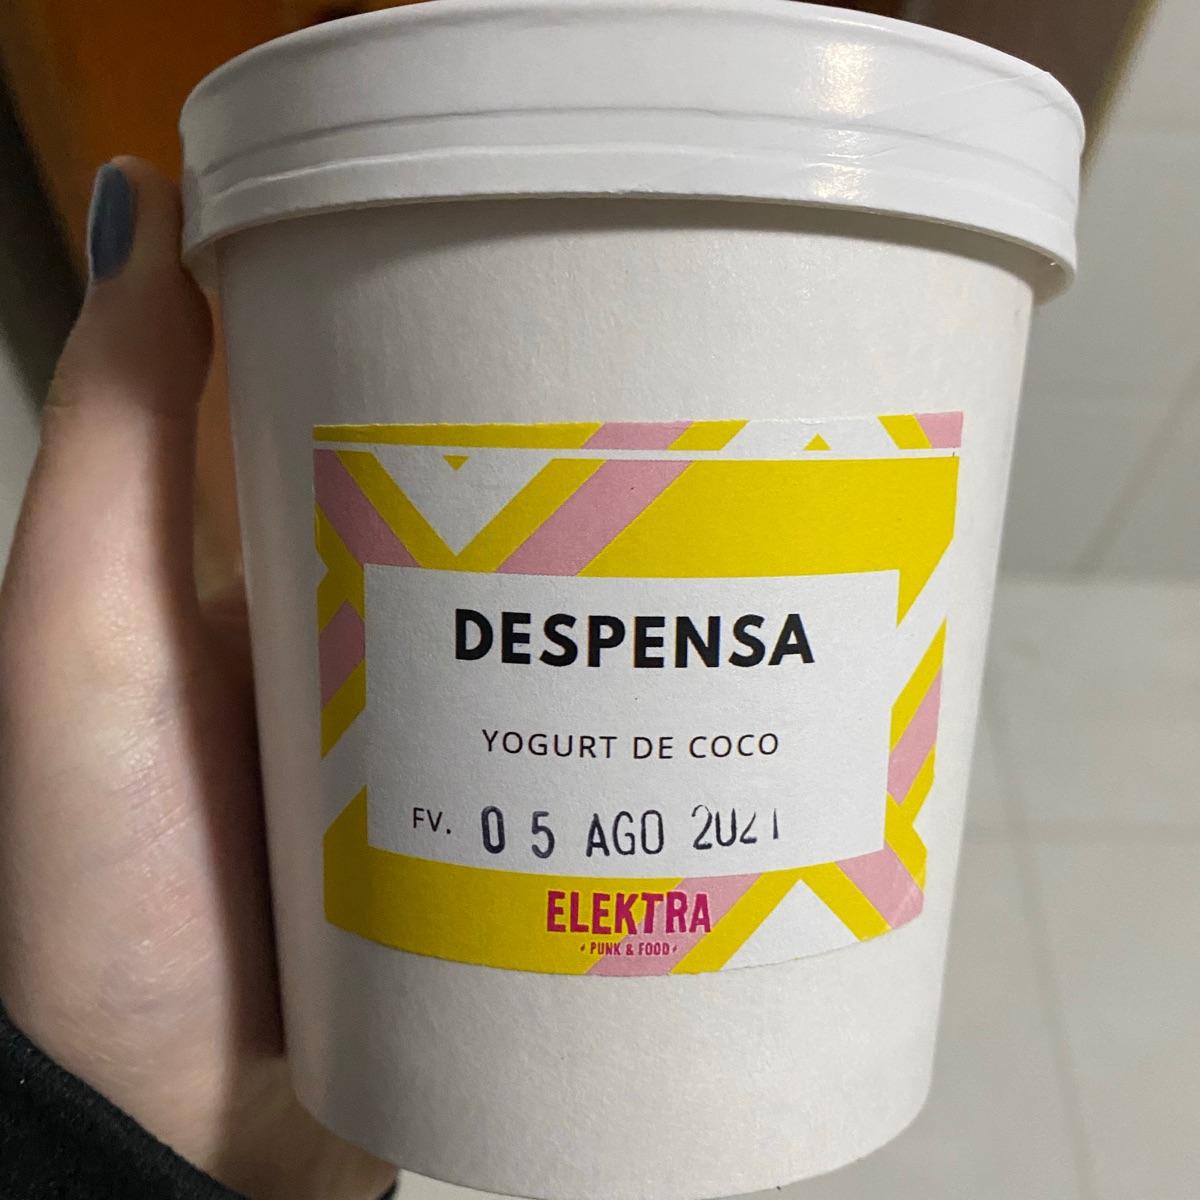 DESPENSA
YOGURT DE COCO
FV. 05 AGO 2021
ELEKTRA
PUNK & FOOD